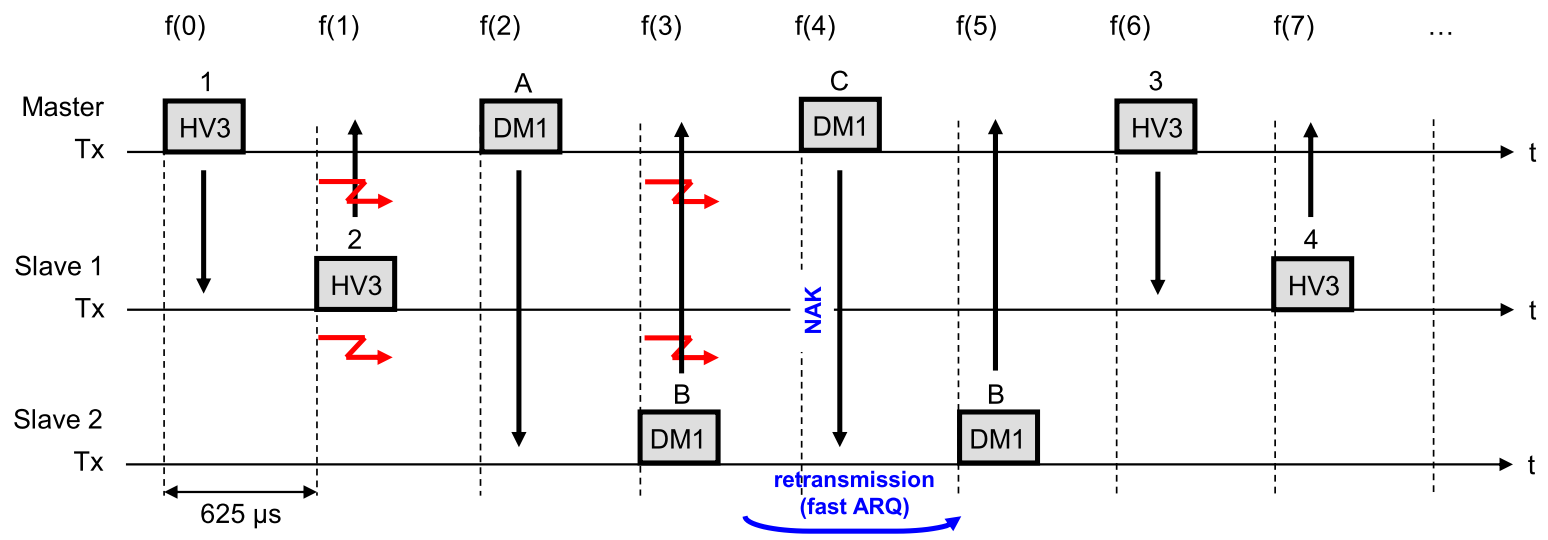 f(0) f(1) f(2) f(3) f(4) f(5) f(6) f(7) …
1 A C 3
Master
HV3 DM1 DM1 HV3
Tx t
2 4
Slave 1
HV3 HV3
Tx t
NAK
B B
Slave 2
DM1 DM1
Tx t
retransmission
(fast ARQ)
625 µs